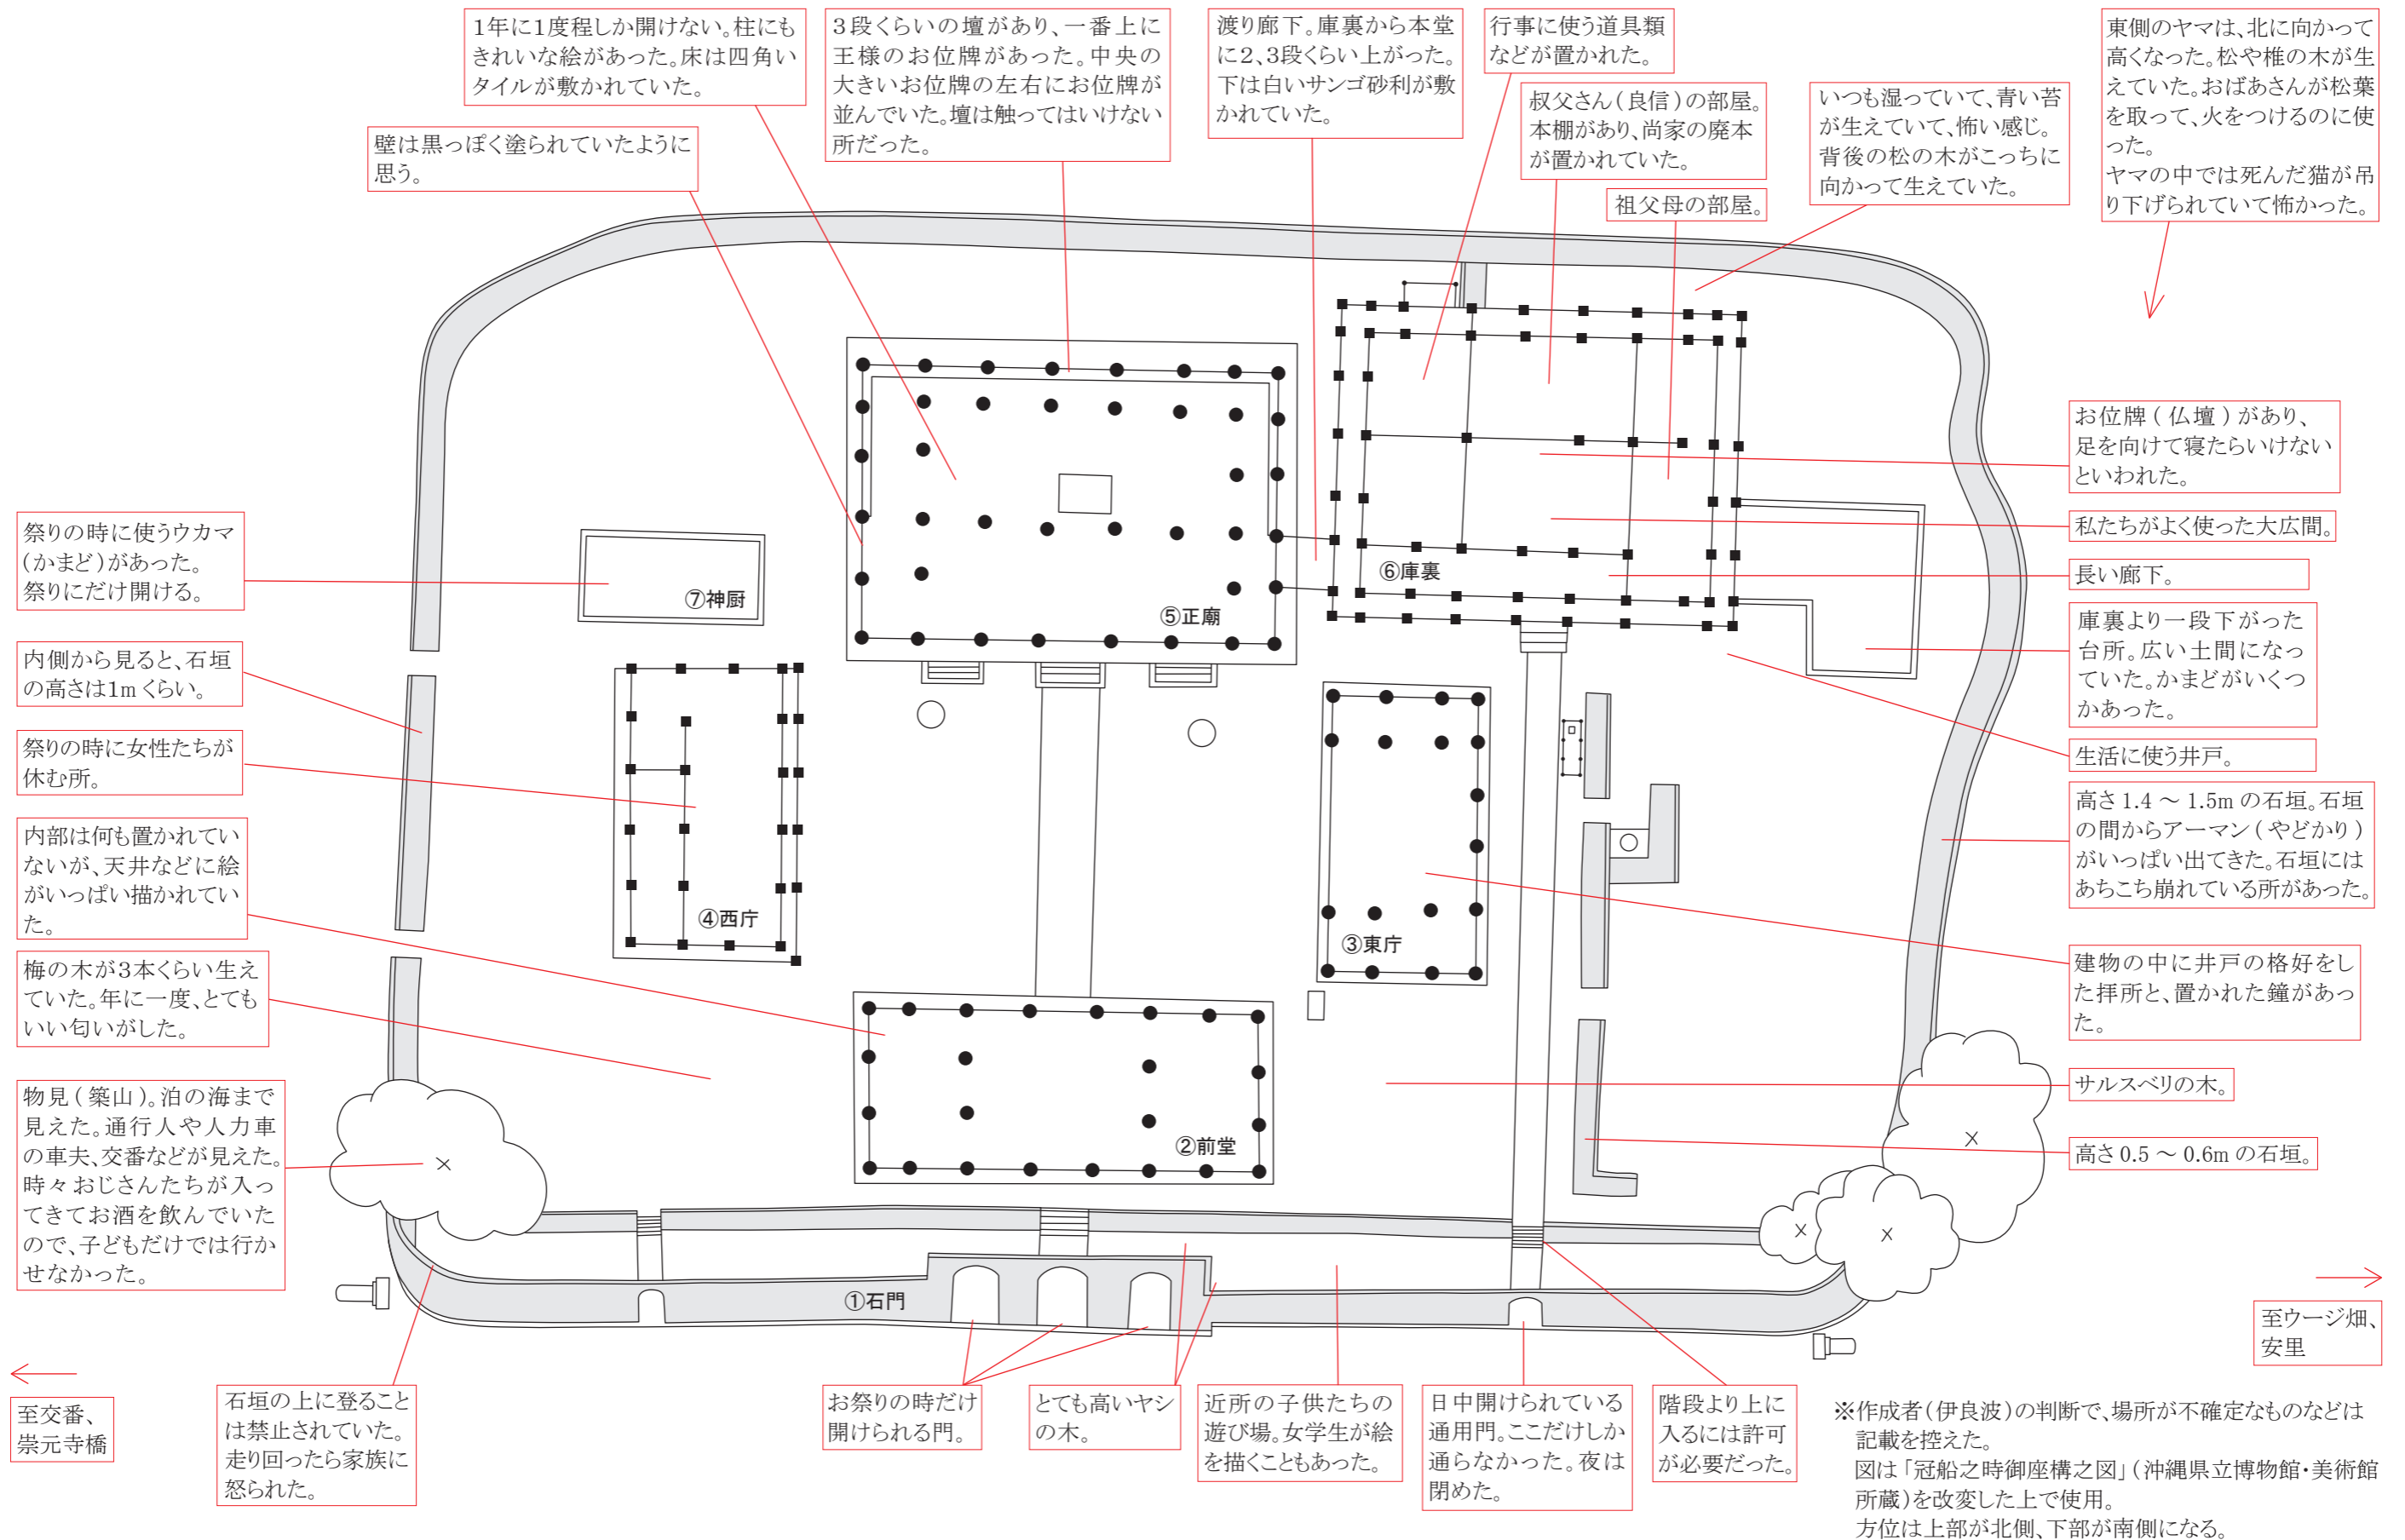 1年に1度程しか開けない。柱にも
きれいな絵があった。床は四角い
タイルが敷かれていた。
3段くらいの壇があり、一番上に
王様のお位牌があった。中央の
大きいお位牌の左右にお位牌が
並んでいた。壇は触ってはいけない
所だった。
渡り廊下。庫裏から本堂
に2、3段くらい上がった。
下は白いサンゴ砂利が敷
かれていた。
行事に使う道具類
などが置かれた。
東側のヤマは、北に向かって
高くなった。松や椎の木が生
えていた。おばあさんが松葉
を取って、火をつけるのに使
った。
ヤマの中では死んだ猫が吊
り下げられていて怖かった。
叔父さん(良信)の部屋。
本棚があり、尚家の廃本
が置かれていた。
いつも湿っていて、青い苔
が生えていて、怖い感じ。
背後の松の木がこっちに
向かって生えていた。
壁は黒っぽく塗られていたように
思う。
祖父母の部屋。
お位牌(仏壇)があり、
足を向けて寝たらいけない
といわれた。
私たちがよく使った大広間。
長い廊下。
庫裏より一段下がった
台所。広い土間になっ
ていた。かまどがいくつ
かあった。
生活に使う井戸。
高さ1.4～1.5mの石垣。石垣
の間からアーマン(やどかり)
がいっぱい出てきた。石垣には
あちこち崩れている所があった。
建物の中に井戸の格好をし
た拝所と、置かれた鐘があっ
た。
サルスベリの木。
高さ0.5～0.6mの石垣。
祭りの時に使うウカマ
(かまど)があった。
祭りにだけ開ける。
内側から見ると、石垣
の高さは1mくらい。
祭りの時に女性たちが
休む所。
内部は何も置かれてい
ないが、天井などに絵
がいっぱい描かれてい
た。
梅の木が3本くらい生え
ていた。年に一度、とても
いい匂いがした。
物見(築山)。泊の海まで
見えた。通行人や人力車
の車夫、交番などが見えた。
時々おじさんたちが入っ
てきてお酒を飲んでいた
ので、子どもだけでは行か
せなかった。
⑦神厨
⑤正廟
⑥庫裏
④西庁
③東庁
②前堂
①石門
至交番、
崇元寺橋
石垣の上に登ること
は禁止されていた。
走り回ったら家族に
怒られた。
お祭りの時だけ
開けられる門。
とても高いヤシ
の木。
近所の子供たちの
遊び場。女学生が絵
を描くこともあった。
日中開けられている
通用門。ここだけしか
通らなかった。夜は
閉めた。
階段より上に
入るには許可
が必要だった。
至ウージ畑、
安里
※作成者(伊良波)の判断で、場所が不確定なものなどは
記載を控えた。
図は「冠船之時御座構之図」(沖縄県立博物館・美術館
所蔵)を改変した上で使用。
方位は上部が北側、下部が南側になる。